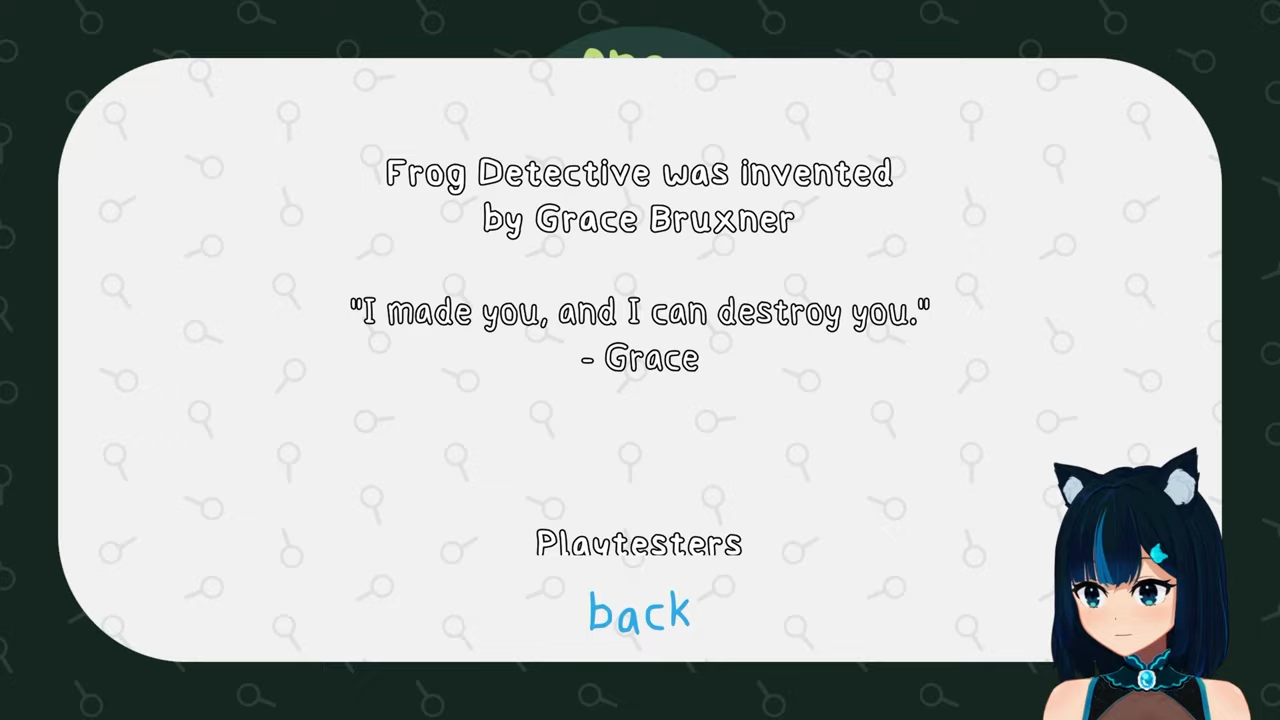 Frog Detective was invented
by Grace Bruxner
"I made you, and I can destroy you."
- Grace
Playtesters
back